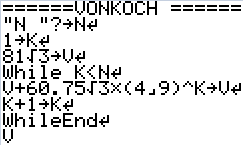 ======VONKOCH ======
"N "?→N↵
1→K↵
81√3→V↵
While K<N↵
V+60.75√3×(4⌟9)^K→V↵
K+1→K↵
WhileEnd↵
V